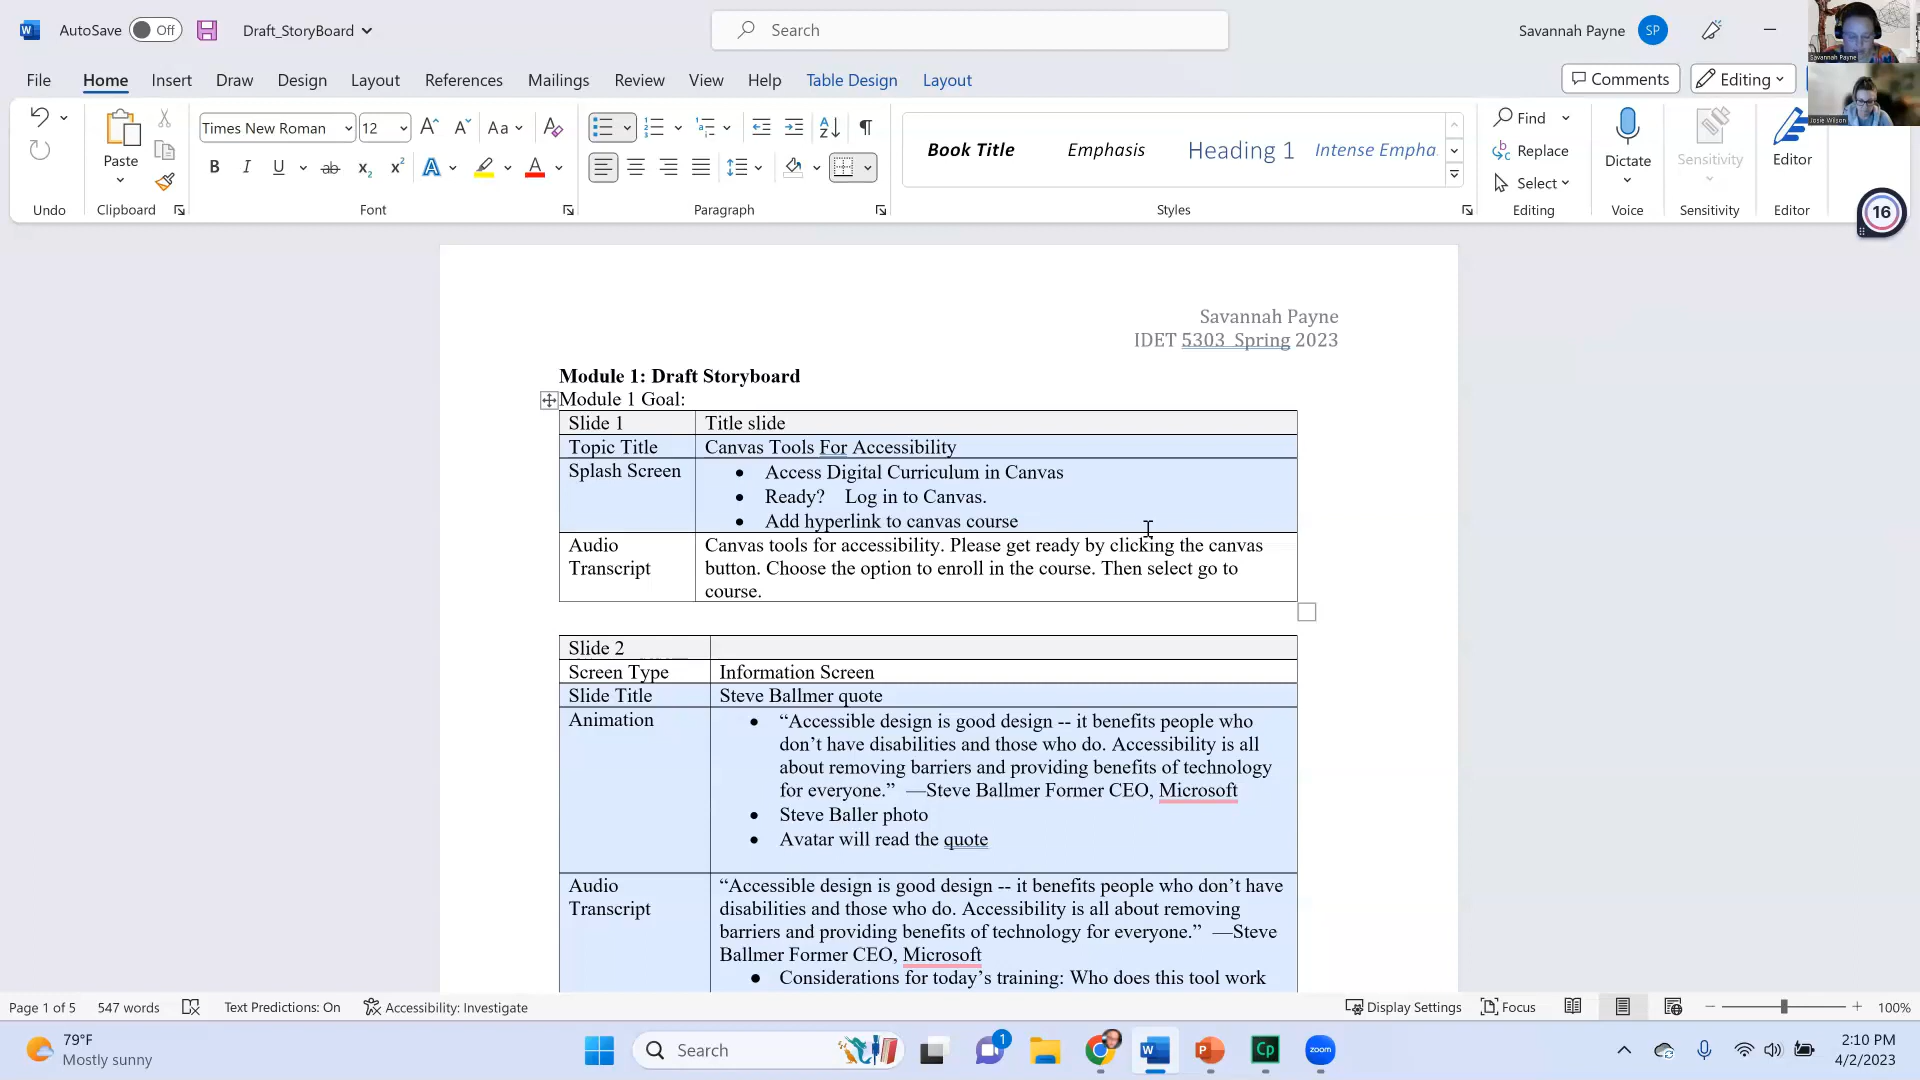 AutoSave Off Draft_StoryBoard Search Savannah Payne SP
Savannah Payne
File Home Insert Draw Design Layout References Mailings Review View Help Table Design Layout Comments Editing
Josie Wilson
Times New Roman 12 Aa
Paste
Book Title Emphasis Heading 1 Intense Empha
Find
Replace
Select
Dictate Sensitivity Editor
Undo Clipboard Font Paragraph Styles Editing Voice Sensitivity Editor
16
Savannah Payne
IDET 5303 Spring 2023
Module 1: Draft Storyboard
Module 1 Goal:
Slide 1 Title slide
Topic Title Canvas Tools For Accessibility
Splash Screen • Access Digital Curriculum in Canvas
• Ready? Log in to Canvas.
• Add hyperlink to canvas course
Audio Canvas tools for accessibility. Please get ready by clicking the canvas
Transcript button. Choose the option to enroll in the course. Then select go to
course.
Slide 2
Screen Type Information Screen
Slide Title Steve Ballmer quote
Animation • “Accessible design is good design -- it benefits people who
don’t have disabilities and those who do. Accessibility is all
about removing barriers and providing benefits of technology
for everyone.” —Steve Ballmer Former CEO, Microsoft
• Steve Baller photo
• Avatar will read the quote
Audio “Accessible design is good design -- it benefits people who don’t have
Transcript disabilities and those who do. Accessibility is all about removing
barriers and providing benefits of technology for everyone.” —Steve
Ballmer Former CEO, Microsoft
• Considerations for today’s training: Who does this tool work
Page 1 of 5 547 words Text Predictions: On Accessibility: Investigate Display Settings Focus 100%
79°F
Mostly sunny
Search 1 W P Cp zoom
2:10 PM
4/2/2023